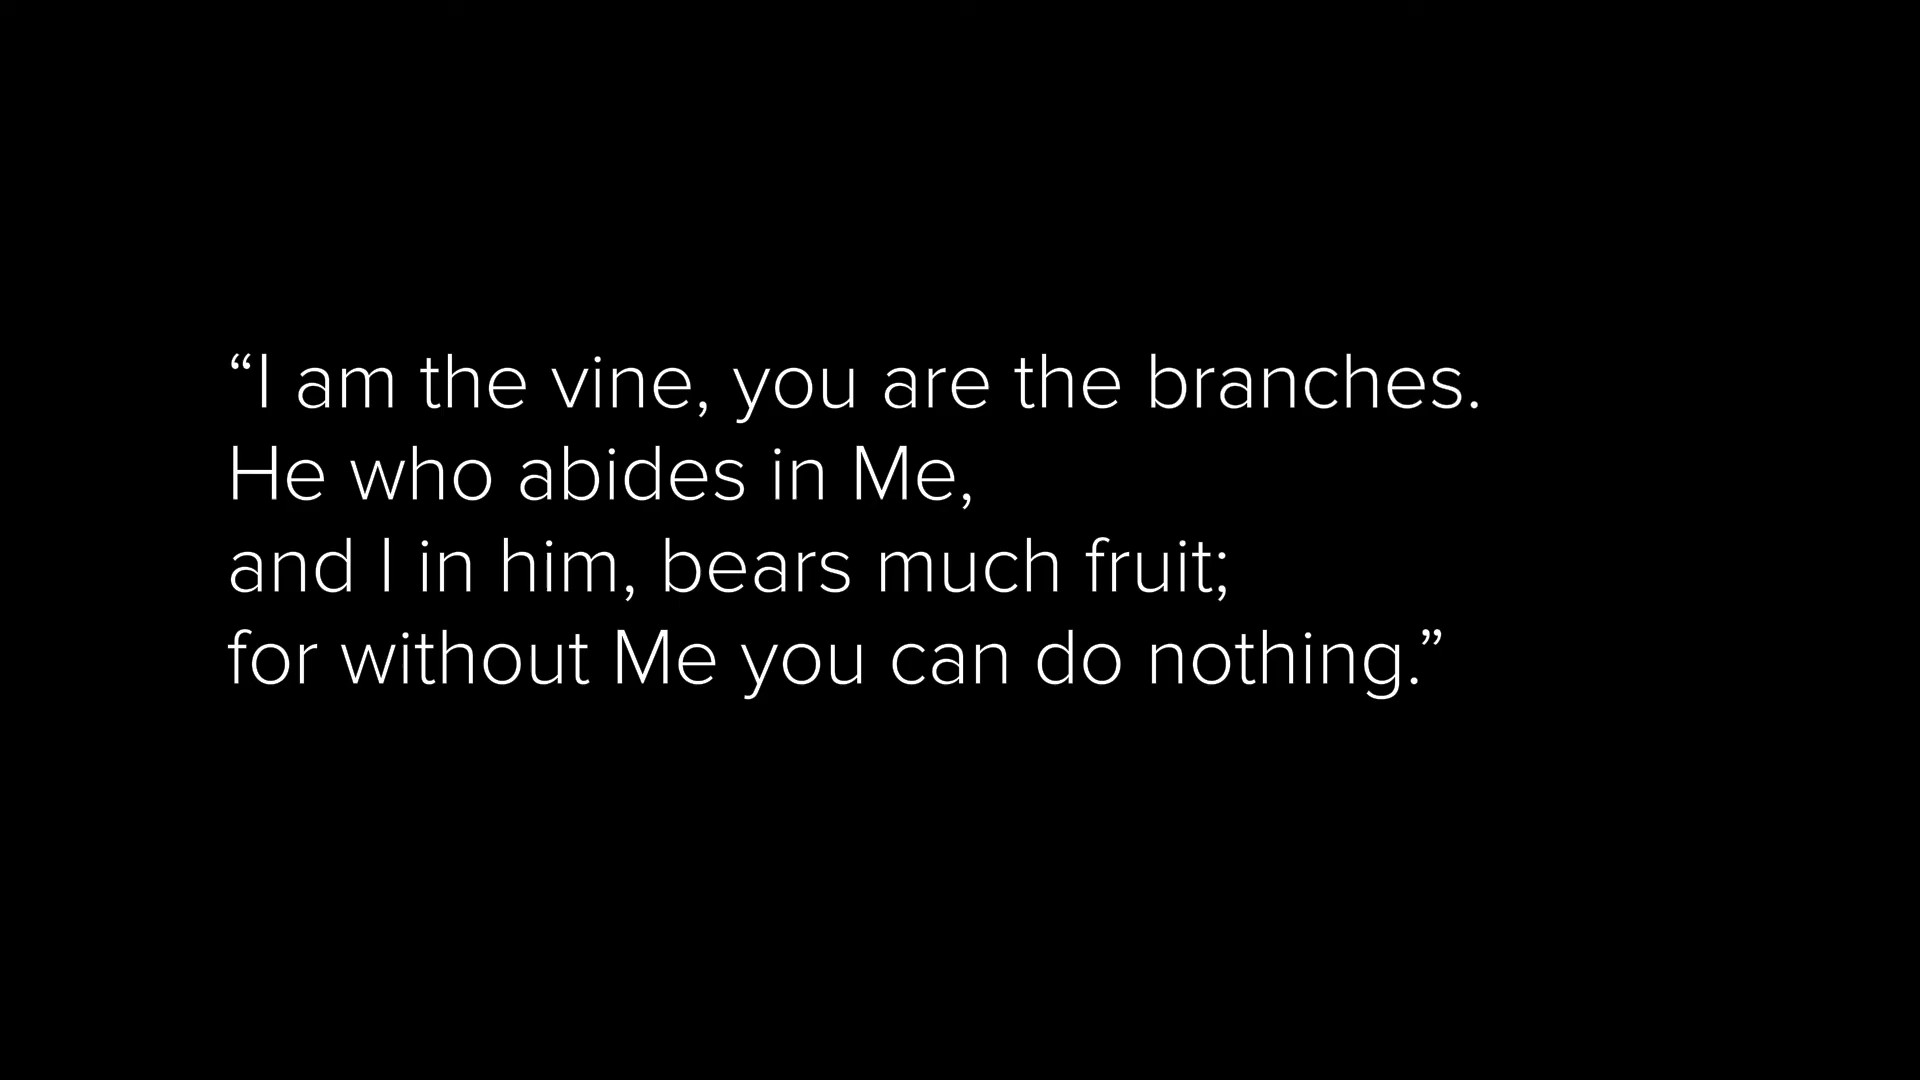 “I am the vine, you are the branches.
He who abides in Me,
and I in him, bears much fruit;
for without Me you can do nothing.”